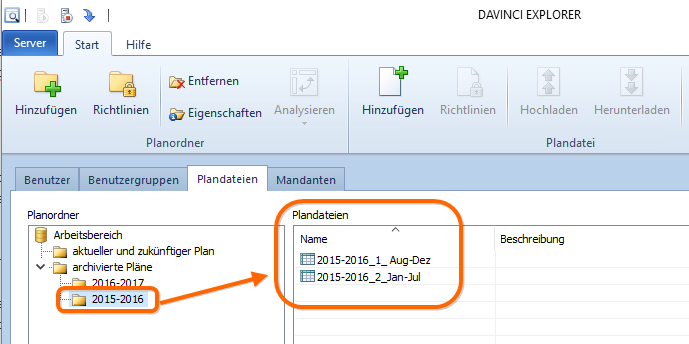 DAVINCI EXPLORER
Server Start Hilfe
Hinzufügen Richtlinien Entfernen Eigenschaften Analysieren
Planordner
Hinzufügen Richtlinien Hochladen Herunterladen
Plandatei
Benutzer Benutzergruppen Plandateien Mandanten
Planordner
Arbeitsbereich
aktueller und zukünftiger Plan
archivierte Pläne
2016-2017
2015-2016
Plandateien
Name Beschreibung
2015-2016_1_ Aug-Dez
2015-2016_2_Jan-Jul